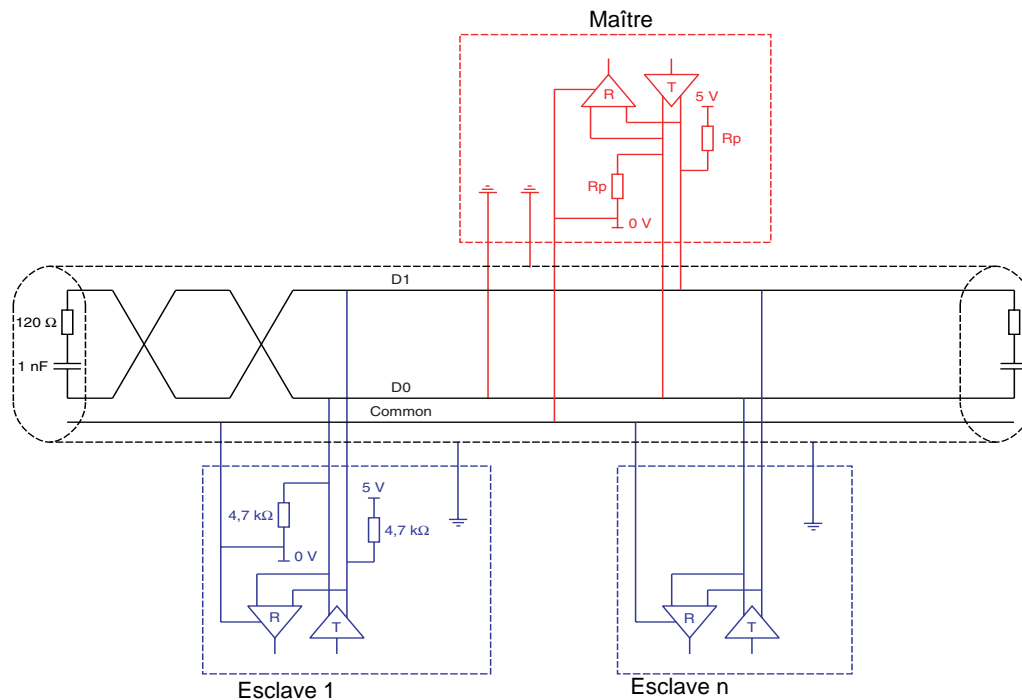 Maître
R
T
5 V
Rp
Rp
0 V
D1
120 Ω
1 nF
D0
Common
5 V
4,7 kΩ
4,7 kΩ
0 V
R
T
R
T
Esclave 1
Esclave n